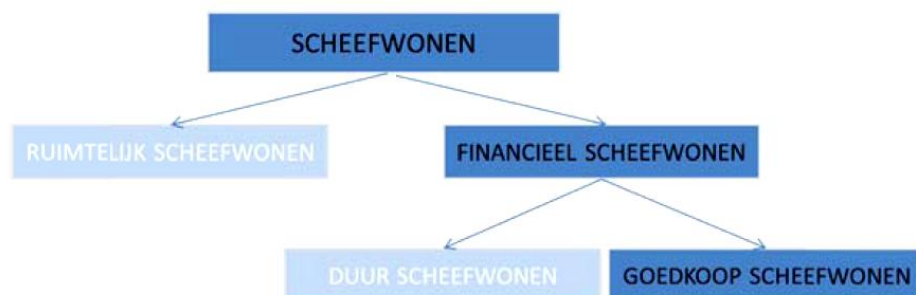 SCHEEFWONEN
RUIMTELIJK SCHEEFWONEN
FINANCIEEL SCHEEFWONEN
DUUR SCHEEFWONEN
GOEDKOOP SCHEEFWONEN